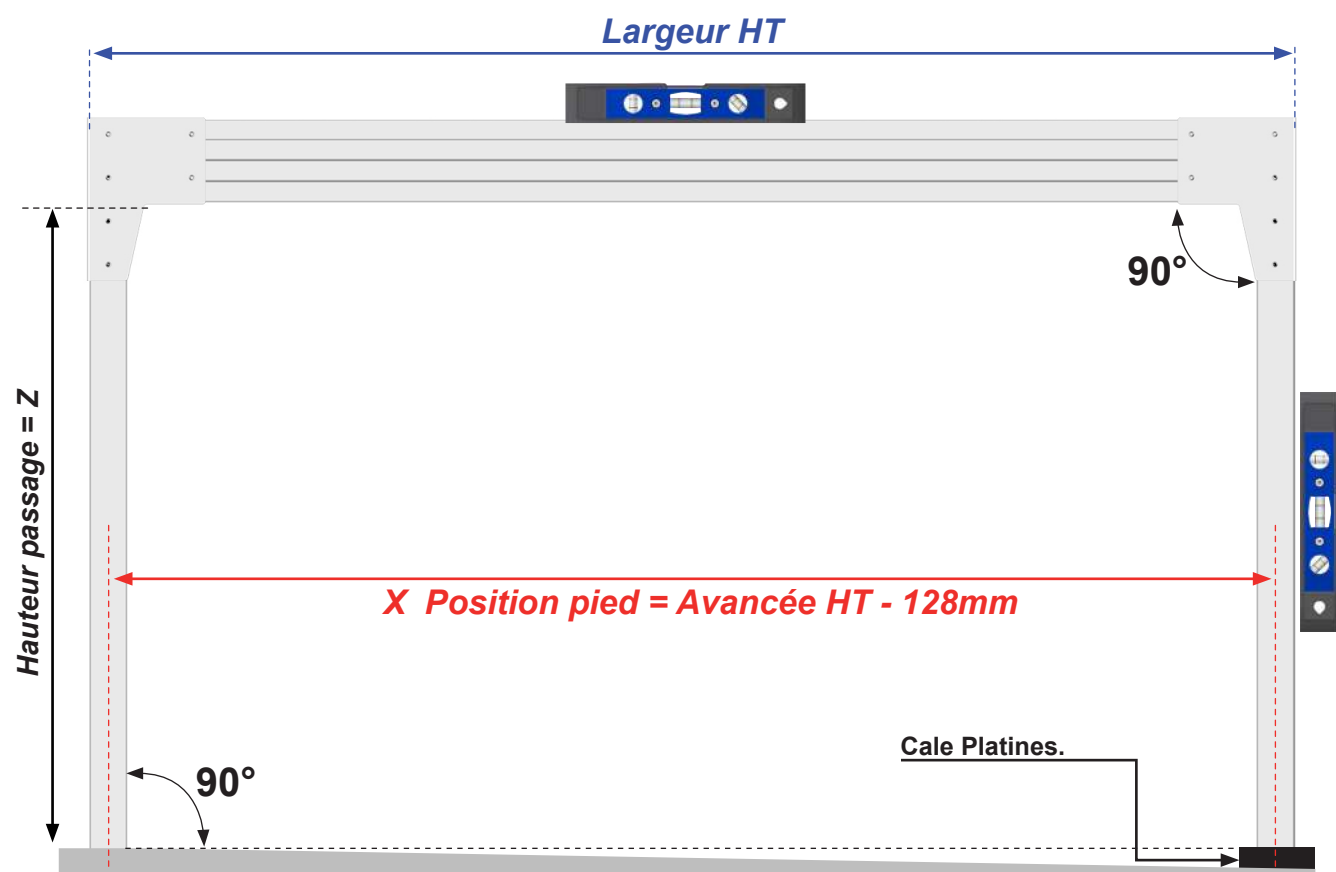 Largeur HT
90°
Hauteur passage = Z
X Position pied = Avancée HT - 128mm
Cale Platines.
90°